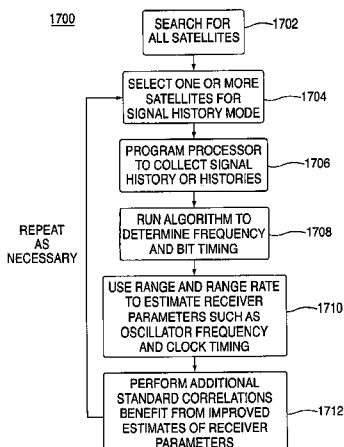 1700
SEARCH FOR
ALL SATELLITES
1702
SELECT ONE OR MORE
SATELLITES FOR
SIGNAL HISTORY MODE
1704
PROGRAM PROCESSOR
TO COLLECT SIGNAL
HISTORY OR HISTORIES
1706
REPEAT
AS
NECESSARY
RUN ALGORITHM TO
DETERMINE FREQUENCY
AND BIT TIMING
1708
USE RANGE AND RANGE RATE
TO ESTIMATE RECEIVER
PARAMETERS SUCH AS
OSCILLATOR FREQUENCY
AND CLOCK TIMING
1710
PERFORM ADDITIONAL
STANDARD CORRELATIONS
BENEFIT FROM IMPROVED
ESTIMATES OF RECEIVER
PARAMETERS
1712